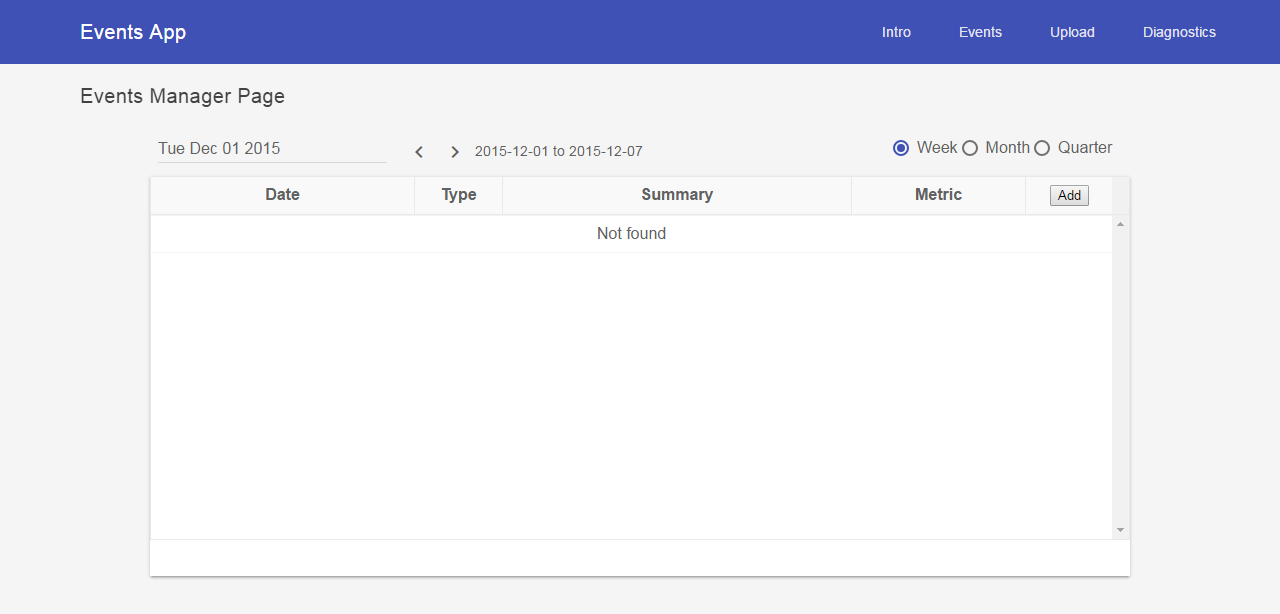 Events App Intro Events Upload Diagnostics
Events Manager Page
Tue Dec 01 2015 2015-12-01 to 2015-12-07 Week Month Quarter
Date Type Summary Metric Add
Not found